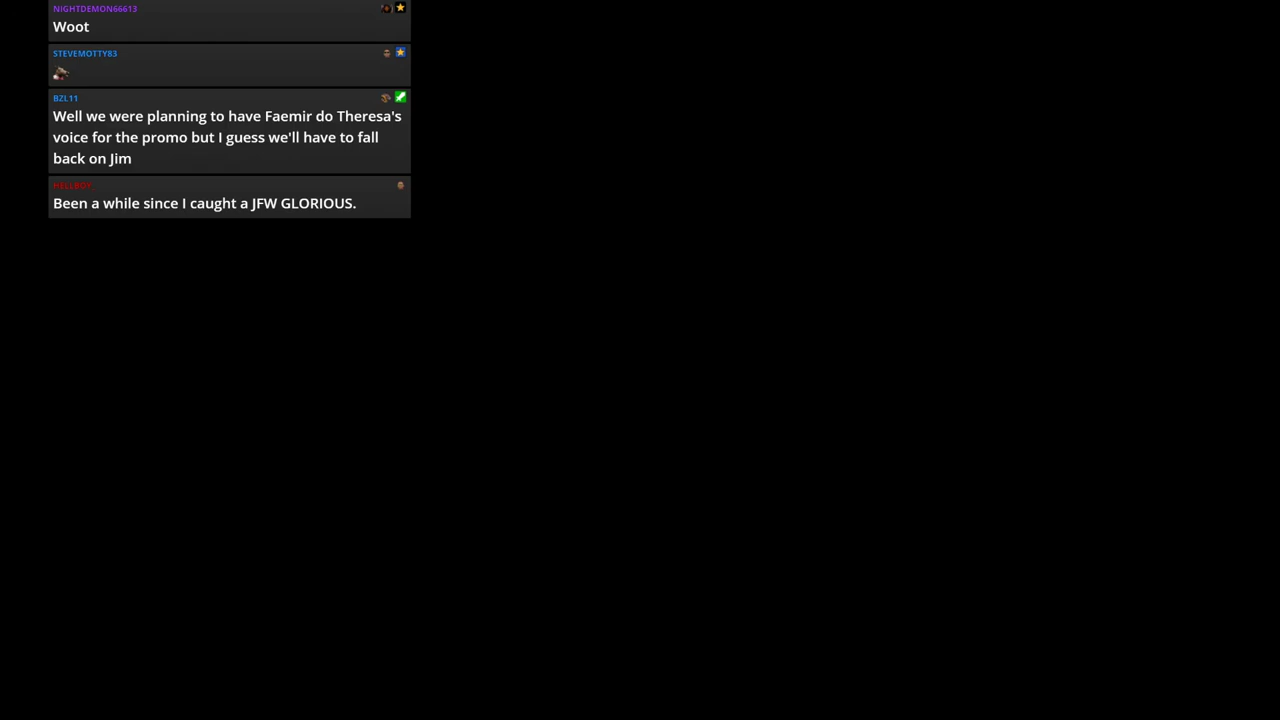 NIGHTDEMON66613
Woot
STEVEMOTTY83
BZL11
Well we were planning to have Faemir do Theresa's
voice for the promo but I guess we'll have to fall
back on Jim
HELLBOY_
Been a while since I caught a JFW GLORIOUS.